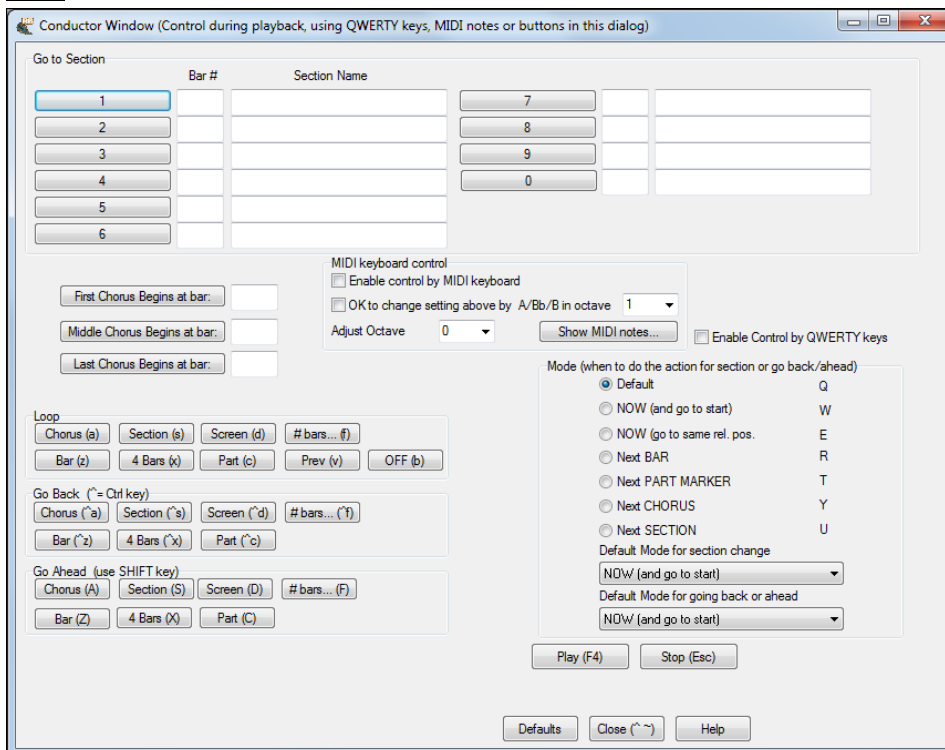 Conductor Window (Control during playback, using QWERTY keys, MIDI notes or buttons in this dialog)
Go to Section
Bar # Section Name
1 7
2 8
3 9
4 0
5
6
MIDI keyboard control
Enable control by MIDI keyboard
First Chorus Begins at bar:
OK to change setting above by A/Bb/B in octave 1
Middle Chorus Begins at bar:
Adjust Octave 0 Show MIDI notes...
Enable Control by QWERTY keys
Last Chorus Begins at bar:
Mode (when to do the action for section or go back/ahead)
Default Q
NOW (and go to start) W
NOW (go to same rel. pos. E
Next BAR R
Next PART MARKER T
Next CHORUS Y
Next SECTION U
Default Mode for section change
NOW (and go to start)
Default Mode for going back or ahead
NOW (and go to start)
Loop
Chorus (a) Section (s) Screen (d) # bars... (f)
Bar (z) 4 Bars (x) Part (c) Prev (v) OFF (b)
Go Back (^= Ctrl key)
Chorus (^a) Section (^s) Screen (^d) # bars... (^f)
Bar (^z) 4 Bars (^x) Part (^c)
Go Ahead (use SHIFT key)
Chorus (A) Section (S) Screen (D) # bars... (F)
Bar (Z) 4 Bars (X) Part (C)
Play (F4) Stop (Esc)
Defaults Close (^ ~) Help